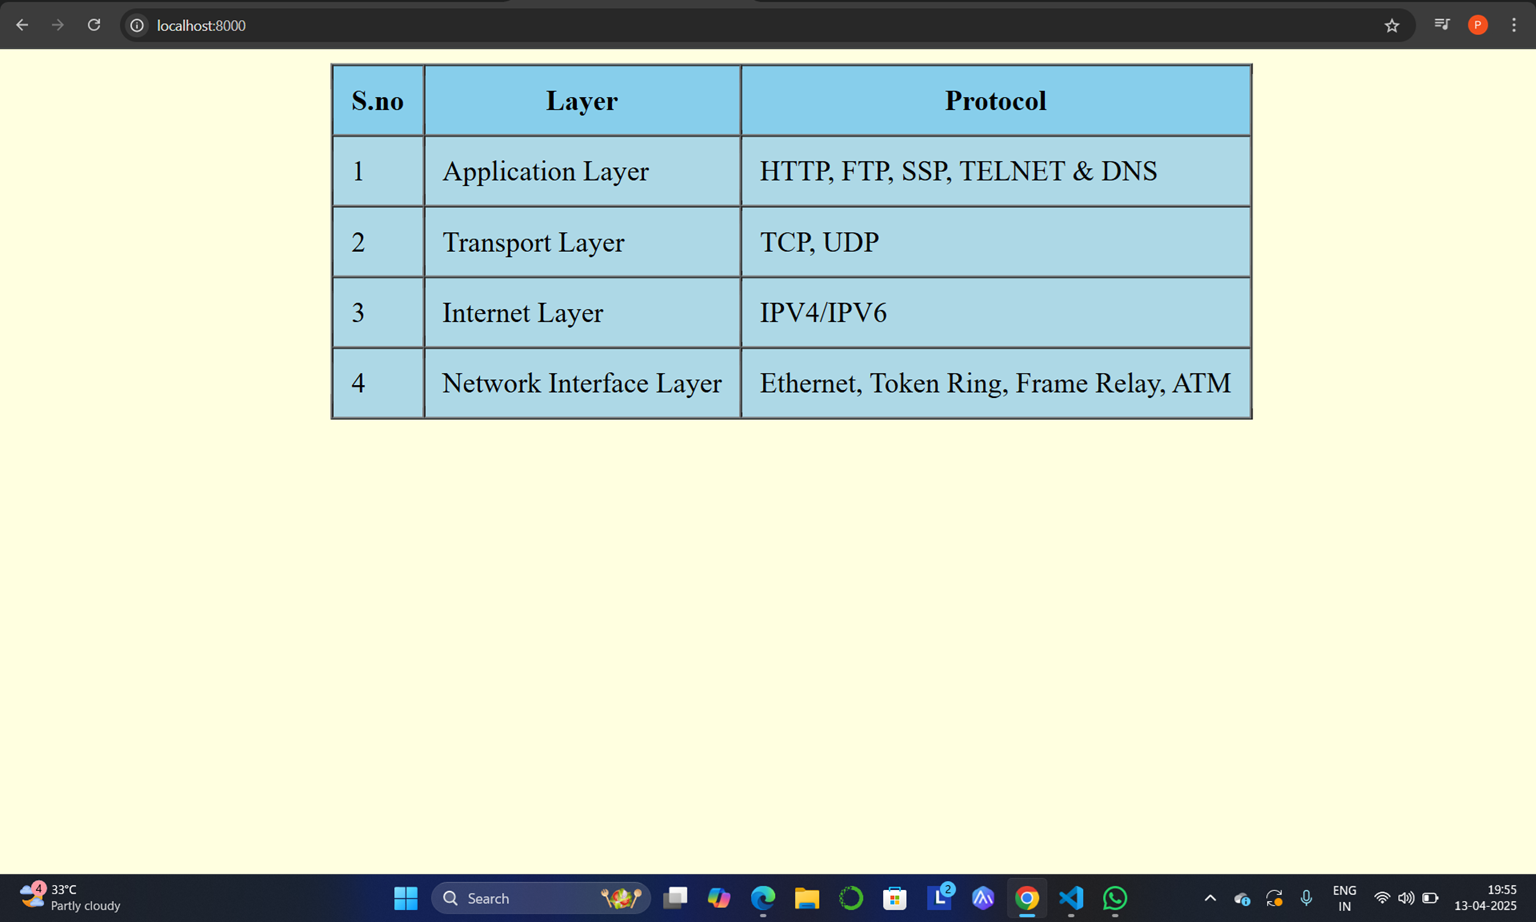 localhost:8000
P
S.no Layer Protocol
1 Application Layer HTTP, FTP, SSP, TELNET & DNS
2 Transport Layer TCP, UDP
3 Internet Layer IPV4/IPV6
4 Network Interface Layer Ethernet, Token Ring, Frame Relay, ATM
4
33°C
Partly cloudy
Search
L
2
ENG
IN
19:55
13-04-2025